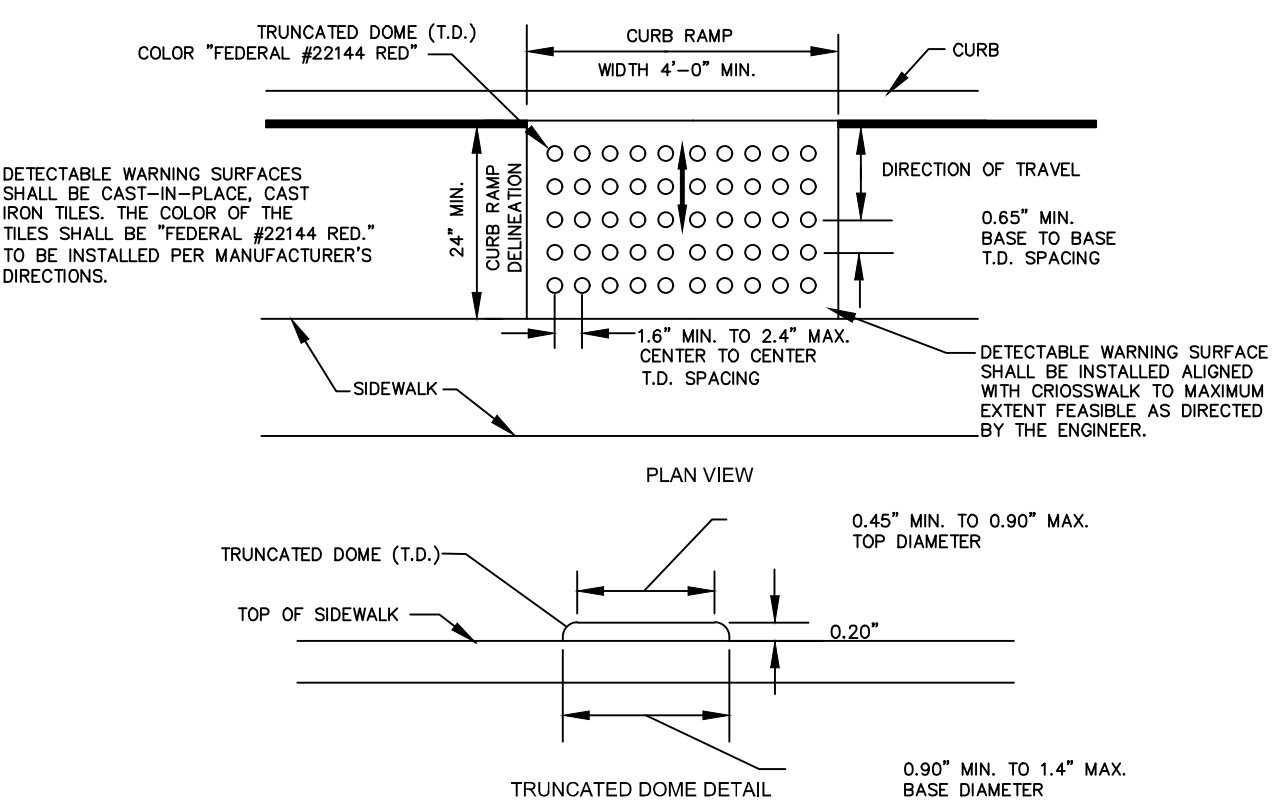 TRUNCATED DOME (T.D.)
COLOR "FEDERAL #22144 RED"
CURB RAMP
WIDTH 4'-0" MIN.
CURB
DETECTABLE WARNING SURFACES
SHALL BE CAST-IN-PLACE, CAST
IRON TILES. THE COLOR OF THE
TILES SHALL BE "FEDERAL #22144 RED."
TO BE INSTALLED PER MANUFACTURER'S
DIRECTIONS.
24" MIN.
CURB RAMP
DELINEATION
DIRECTION OF TRAVEL
0.65" MIN.
BASE TO BASE
T.D. SPACING
1.6" MIN. TO 2.4" MAX.
CENTER TO CENTER
T.D. SPACING
SIDEWALK
DETECTABLE WARNING SURFACE
SHALL BE INSTALLED ALIGNED
WITH CRIOSSWALK TO MAXIMUM
EXTENT FEASIBLE AS DIRECTED
BY THE ENGINEER.
PLAN VIEW
0.45" MIN. TO 0.90" MAX.
TOP DIAMETER
TRUNCATED DOME (T.D.)
TOP OF SIDEWALK
0.20"
0.90" MIN. TO 1.4" MAX.
BASE DIAMETER
TRUNCATED DOME DETAIL